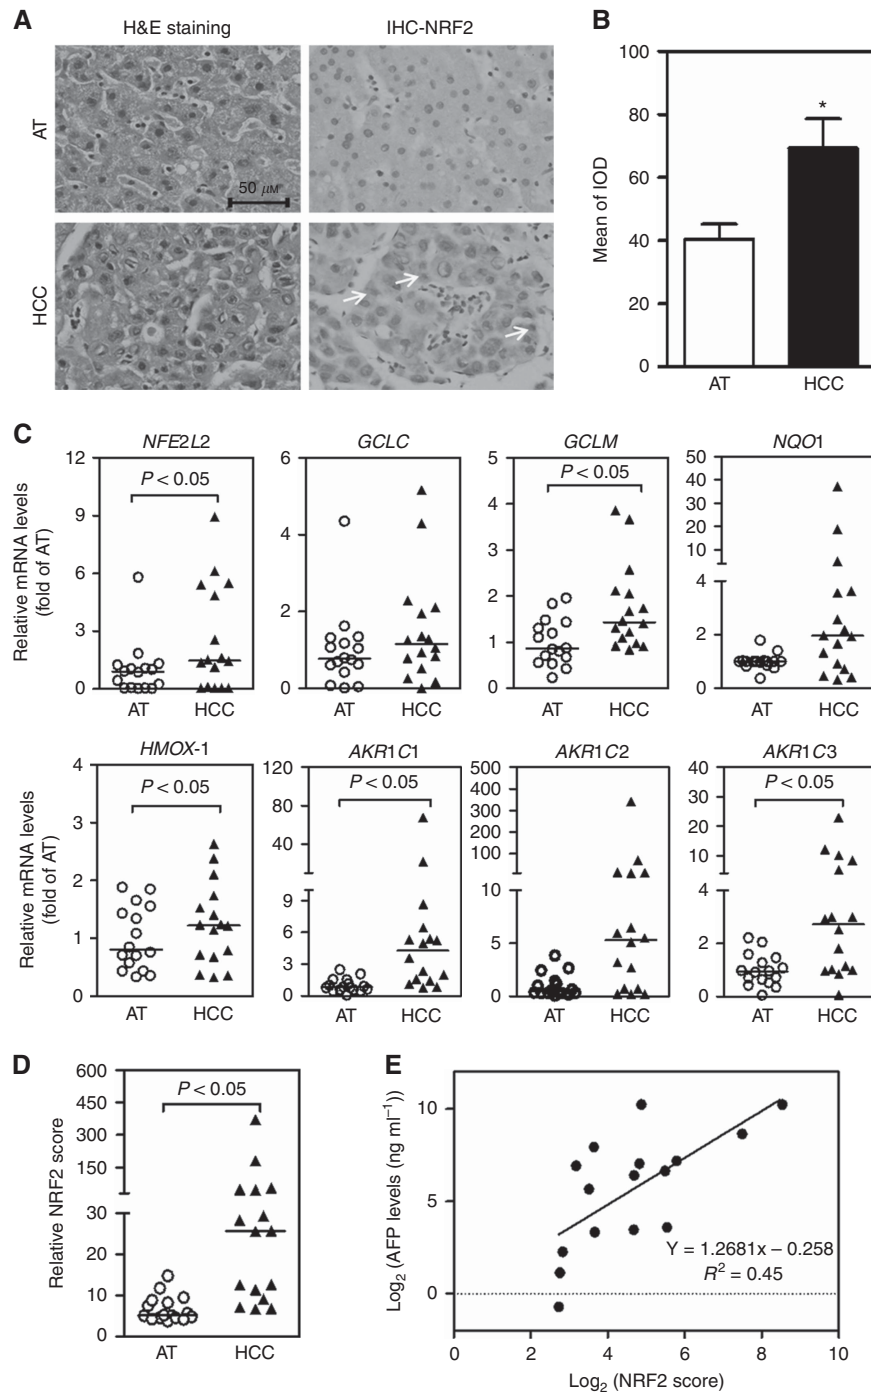 A
H&E staining
IHC-NRF2
AT
50 μM
HCC
B
Mean of IOD
100
80
60
40
20
0
*
AT
HCC
C
Relative mRNA levels
(fold of AT)
NFE2L2
12
9
6
3
0
P < 0.05
AT
HCC
GCLC
6
4
2
0
AT
HCC
GCLM
5
4
3
2
1
0
P < 0.05
AT
HCC
NQO1
50
40
30
20
10
4
2
0
AT
HCC
Relative mRNA levels
(fold of AT)
HMOX-1
4
3
2
1
0
P < 0.05
AT
HCC
AKR1C1
120
80
40
9
6
3
0
P < 0.05
AT
HCC
AKR1C2
500
400
300
200
100
10
5
0
AT
HCC
AKR1C3
40
30
20
10
4
2
0
P < 0.05
AT
HCC
D
Relative NRF2 score
600
450
300
150
30
20
10
0
P < 0.05
AT
HCC
E
Log₂ (AFP levels (ng ml⁻¹))
10
5
0
Y = 1.2681x – 0.258
R² = 0.45
0
2
4
6
8
10
Log₂ (NRF2 score)